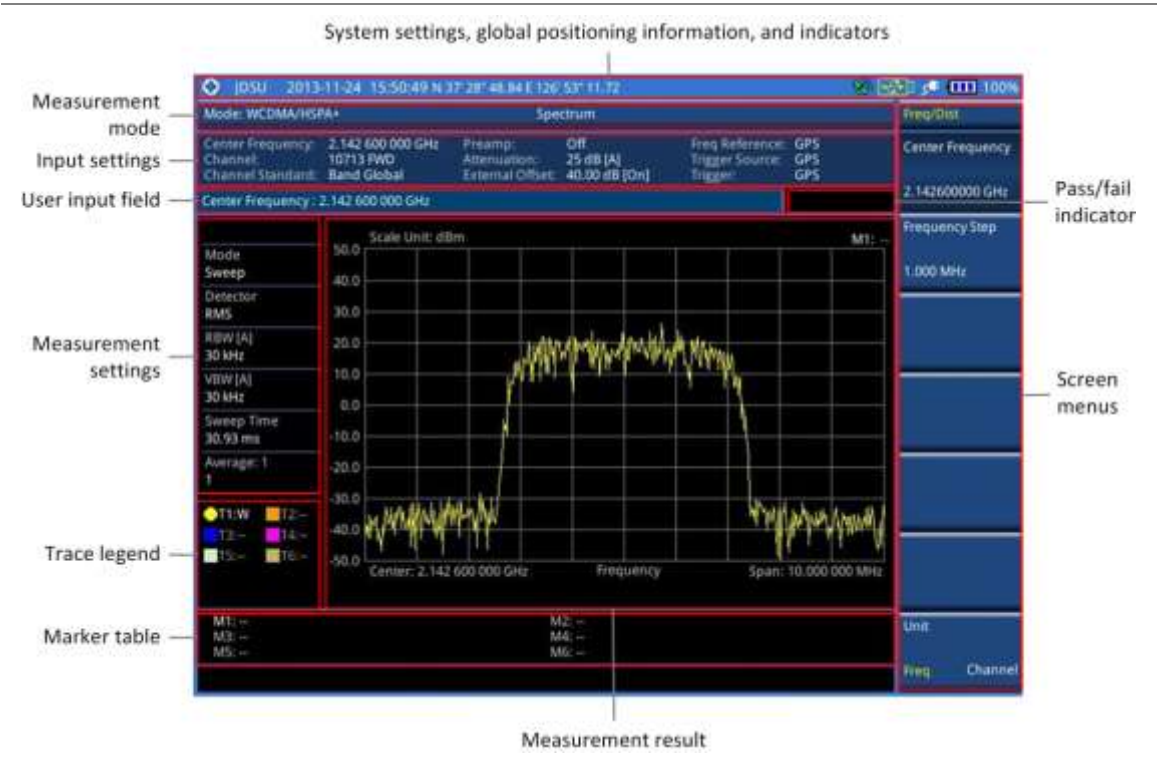 System settings, global positioning information, and indicators
JDSU 2013-11-24 15:50:49 N 37° 28" 48.84 E 126° 53" 11.72
100%
Measurement mode
Mode: WCDMA/HSPA+
Spectrum
Freq/Dist
Input settings
Center Frequency: 2.142 600 000 GHz
Preamp: Off
Freq Reference: GPS
Channel: 10713 FWD
Attenuation: 25 dB [A]
Trigger Source: GPS
Channel Standard: Band Global
External Offset: 40.00 dB [On]
Trigger: GPS
Center Frequency
2.142600000 GHz
User input field
Center Frequency : 2.142 600 000 GHz
Pass/fail indicator
Frequency Step
1.000 MHz
Measurement settings
Mode
Sweep
Detector
RMS
RBW [A]
30 kHz
VBW [A]
30 kHz
Sweep Time
30.93 ms
Average: 1
1
Scale Unit: dBm
M1: --
50.0
40.0
30.0
20.0
10.0
0.0
-10.0
-20.0
-30.0
-40.0
-50.0
Center: 2.142 600 000 GHz
Frequency
Span: 10.000 000 MHz
Screen menus
Trace legend
T1:W T2:--
T3:-- T4:--
T5:-- T6:--
Marker table
M1: -- M2: --
M3: -- M4: --
M5: -- M6: --
Unit
Freq Channel
Measurement result